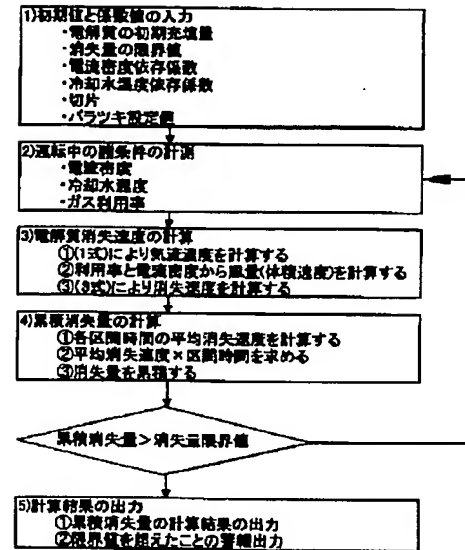 1)初期値と係数値の入力
・電解質の初期充填量
・消失量の限界値
・電流密度依存係数
・冷却水温度依存係数
・切片
・バラツキ設定値
2)運転中の諸条件の計測
・電流密度
・冷却水温度
・ガス利用率
3)電解質消失速度の計算
①(1式)により気流速度を計算する
②利用率と電流密度から風量(体積速度)を計算する
③(3式)により消失速度を計算する
4)累積消失量の計算
①各区間時間の平均消失速度を計算する
②平均消失速度×区間時間を求める
③消失量を累積する
累積消失量>消失量限界値
5)計算結果の出力
①累積消失量の計算結果の出力
②限界値を超えたことの警報出力